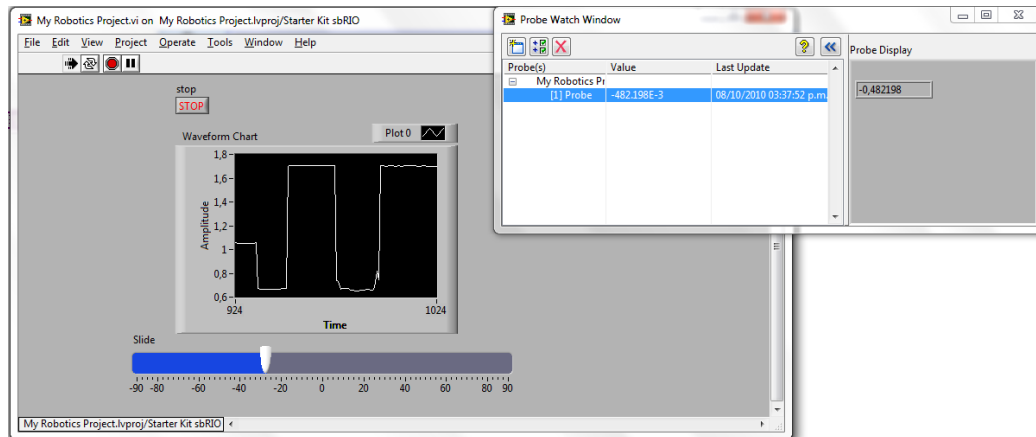 My Robotics Project.vi on My Robotics Project.lvproj/Starter Kit sbRIO
File Edit View Project Operate Tools Window Help
stop
STOP
Waveform Chart
Plot 0
1,8
1,6
1,4
1,2
1
0,8
0,6
Amplitude
924
1024
Time
Slide
-90 -80 -60 -40 -20 0 20 40 60 80 90
My Robotics Project.lvproj/Starter Kit sbRIO
Probe Watch Window
Probe(s) Value Last Update
My Robotics Pr
[1] Probe -482.198E-3 08/10/2010 03:37:52 p.m.
Probe Display
-0,482198